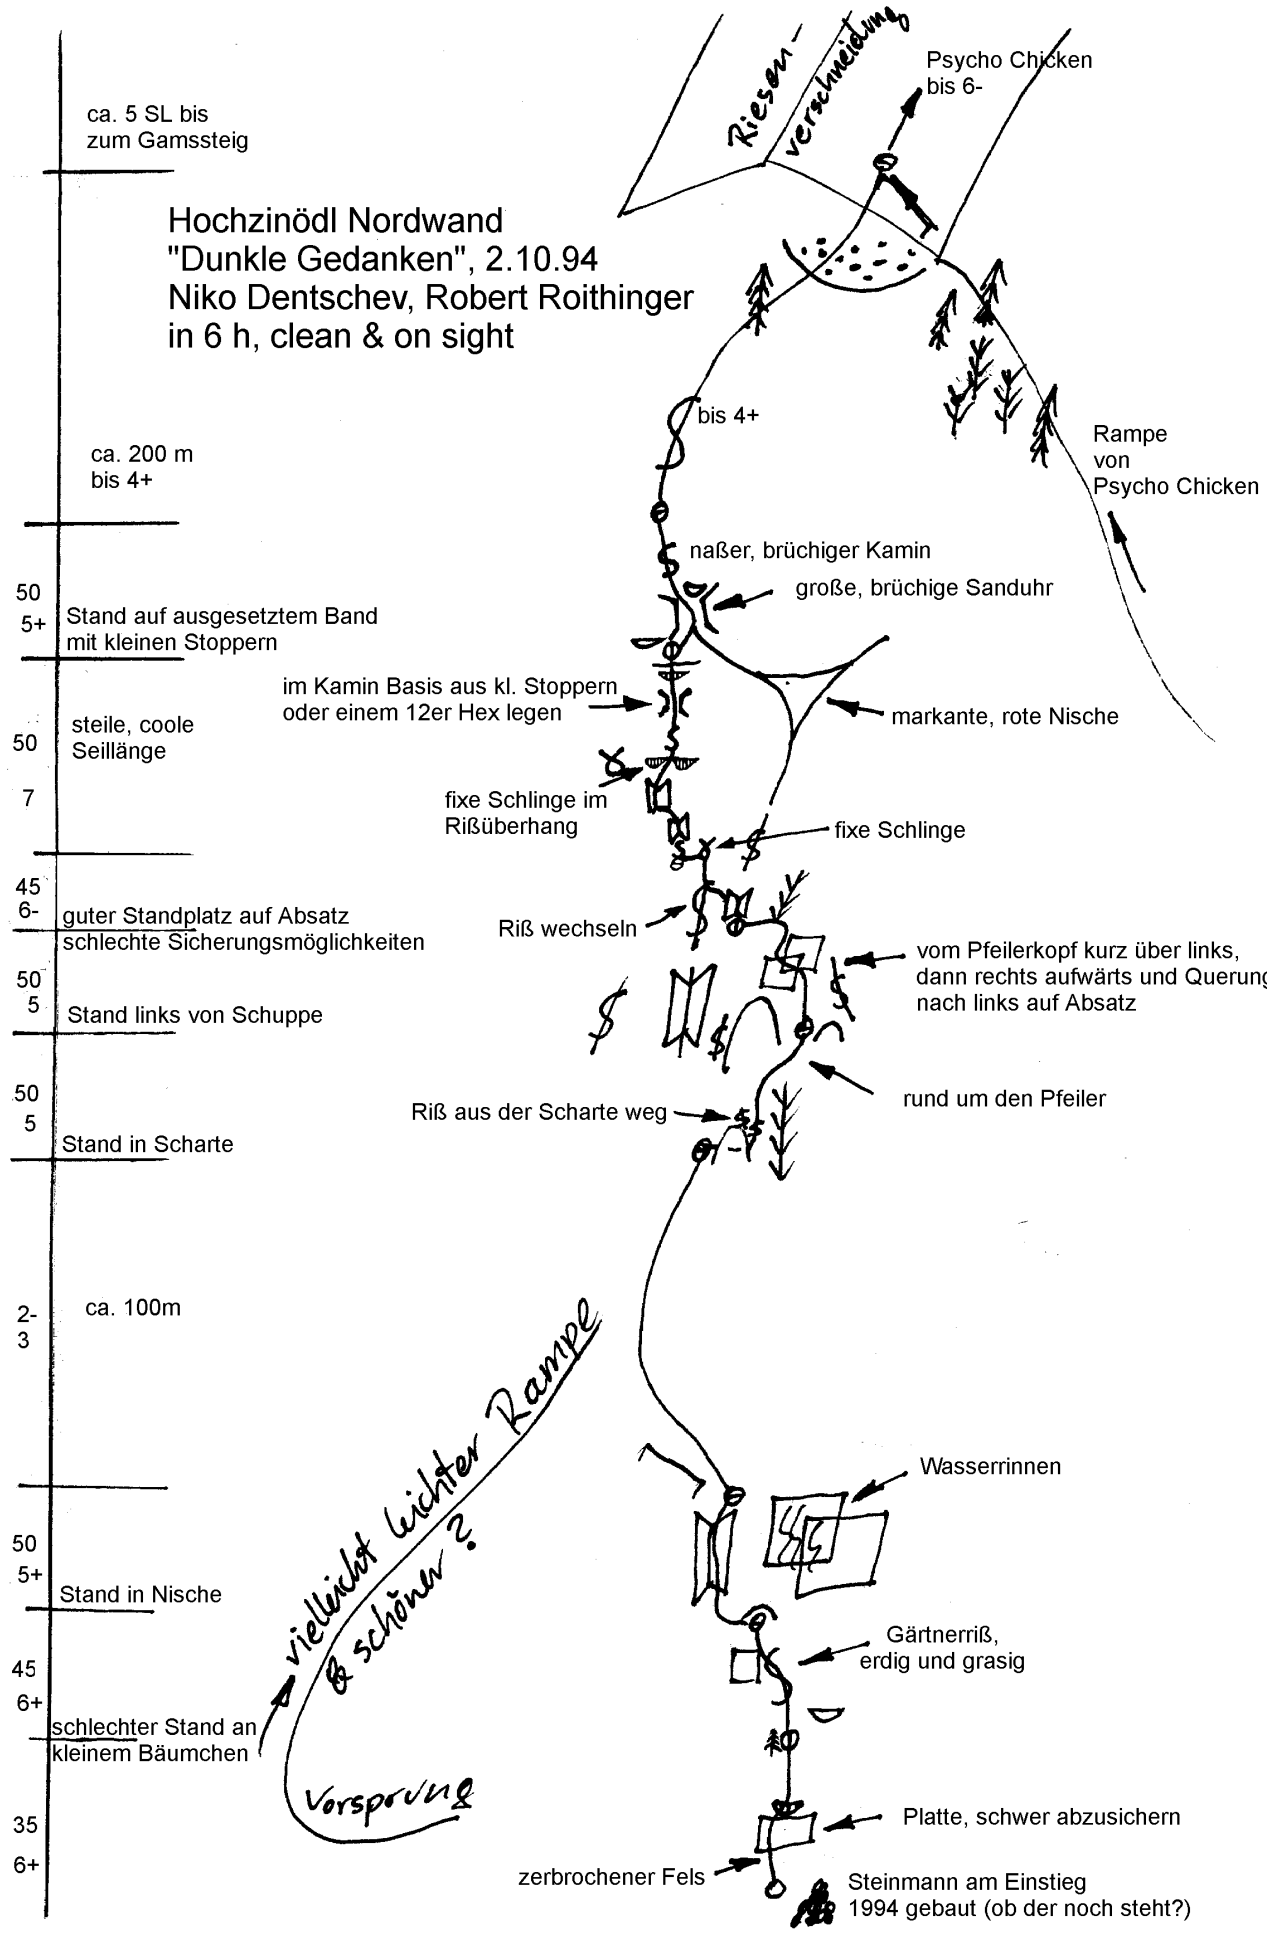 Riesen-
verschneidung
Psycho Chicken
bis 6-
ca. 5 SL bis
zum Gamssteig
Hochzinödl Nordwand
"Dunkle Gedanken", 2.10.94
Niko Dentschev, Robert Roithinger
in 6 h, clean & on sight
bis 4+
Rampe
von
Psycho Chicken
ca. 200 m
bis 4+
naßer, brüchiger Kamin
große, brüchige Sanduhr
50
5+
Stand auf ausgesetztem Band
mit kleinen Stoppern
im Kamin Basis aus kl. Stoppern
oder einem 12er Hex legen
markante, rote Nische
steile, coole
Seillänge
50
7
fixe Schlinge im
Rißüberhang
fixe Schlinge
45
6-
guter Standplatz auf Absatz
schlechte Sicherungsmöglichkeiten
Riß wechseln
vom Pfeilerkopf kurz über links,
dann rechts aufwärts und Querung
nach links auf Absatz
50
5
Stand links von Schuppe
rund um den Pfeiler
50
5
Riß aus der Scharte weg
Stand in Scharte
2-
3
ca. 100m
vielleicht leichter Rampe
& schöner?
Wasserrinnen
50
5+
Stand in Nische
Gärtnerriß,
erdig und grasig
45
6+
schlechter Stand an
kleinem Bäumchen
Vorsprung
35
6+
Platte, schwer abzusichern
zerbrochener Fels
Steinmann am Einstieg
1994 gebaut (ob der noch steht?)